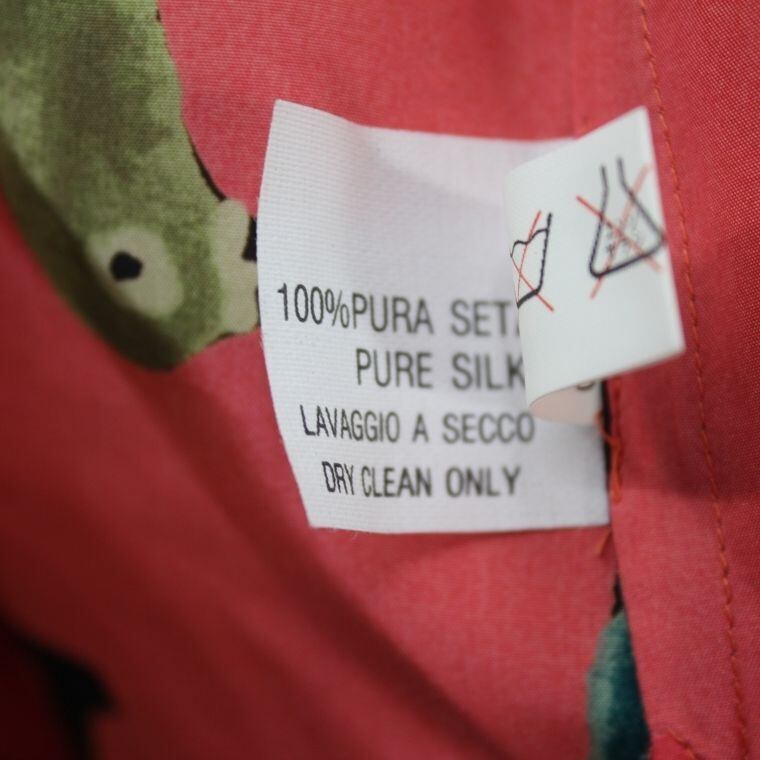 100% PURA SETA
PURE SILK
LAVAGGIO A SECCO
DRY CLEAN ONLY